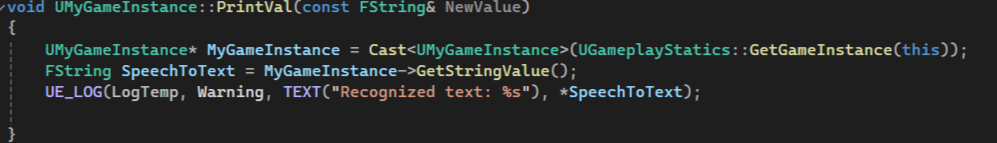 void UMyGameInstance::PrintVal(const FString& NewValue)
{
UMyGameInstance* MyGameInstance = Cast<UMyGameInstance>(UGameplayStatics::GetGameInstance(this));
FString SpeechToText = MyGameInstance->GetStringValue();
UE_LOG(LogTemp, Warning, TEXT("Recognized text: %s"), *SpeechToText);
}